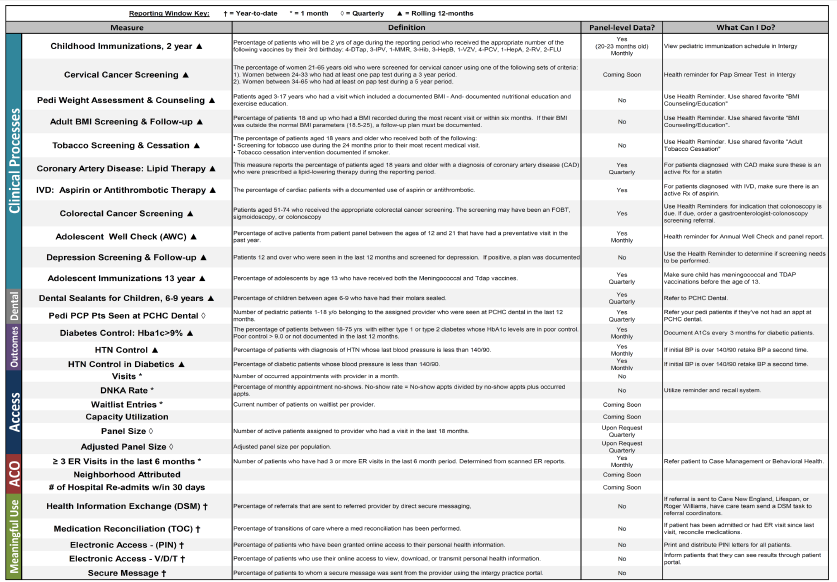 Reporting Window Key: † = Year-to-date * = 1 month ◊ = Quarterly ▲ = Rolling 12-months
Measure Definition Panel-level Data? What Can I Do?
Clinical Processes
Childhood Immunizations, 2 year ▲
Percentage of patients who will be 2 yrs of age during the reporting period who received the appropriate number of the
following vaccines by their 3rd birthday: 4-DTap, 3-IPV, 1-MMR, 3-Hib, 3-HepB, 1-VZV, 4-PCV, 1-HepA, 2-RV, 2-FLU
Yes
(20-23 months old)
Monthly
View pediatric immunization schedule in Intergy
Cervical Cancer Screening ▲
The percentage of women 21-65 years old who were screened for cervical cancer using one of the following sets of criteria:
1). Women between 24-33 who had at least one pap test during a 3 year period.
2). Women between 34-65 who had at least on pap test during a 5 year period.
Coming Soon
Health reminder for Pap Smear Test in Intergy
Pedi Weight Assessment & Counseling ▲
Patients aged 3-17 years who had a visit which included a documented BMI - And- documented nutritional education and
exercise education.
No
Use Health Reminder. !Use shared favorite "BMI
Counseling/Education"
Adult BMI Screening & Follow-up ▲
Percentage of patients 18 and up who had a BMI recorded during the most recent visit or within six months. If their BMI
was outside the normal BMI parameters (18.5-25), a follow-up plan must be documented.
No
Use Health Reminder. !Use shared favorite "BMI
Counseling/Education".
Tobacco Screening & Cessation ▲
The percentage of patients aged 18 years and older who received both of the following:
• Screening for tobacco use during the 24 months prior to their most recent medical visit.
• Tobacco cessation intervention documented if smoker.
No
Use Health Reminder. !Use shared favorite "Adult
Tobacco Cessation"
Coronary Artery Disease: Lipid Therapy ▲
This measure reports the percentage of patients aged 18 years and older with a diagnosis of coronary artery disease (CAD)
who were prescribed a lipid-lowering therapy during the reporting period.
Yes
Quarterly
For patients diagnosed with CAD make sure these is an
active Rx for a statin
IVD: Aspirin or Antithrombotic Therapy ▲
The percentage of cardiac patients with a documented use of aspirin or antithrombotic.
Yes
For patients diagnosed with IVD, make sure there is an
active Rx of aspirin.
Colorectal Cancer Screening ▲
Patients aged 51-74 who received the appropriate colorectal cancer screening. The screening may have been an FOBT,
sigmoidoscopy, or colonoscopy
Yes
Use Health Reminders for indication that colonoscopy is
due. If due, order a gastroenterologist-colonoscopy
screening referral.
Adolescent Well Check (AWC) ▲
Percentage of active patients from patient panel between the ages of 12 and 21 that have had a preventative visit in the
past year.
Yes
Monthly
Health reminder for Annual Well Check and panel report.
Depression Screening & Follow-up ▲
Patients 12 and over who were seen in the last 12 months and screened for depression. If positive, a plan was documented
No
Use the Health Reminder to determine if screening needs
to be performed.
Adolescent Immunizations 13 year ▲
Percentage of adolescents by age 13 who have received both the Meningococcal and Tdap vaccines.
Yes
Quarterly
Make sure child has meningococcal and TDAP
vaccinations before the age of 13.
Dental
Dental Sealants for Children, 6-9 years ▲
Percentage of children between ages 6-9 who have had their molars sealed.
Yes
Quarterly
Refer to PCHC Dental.
Pedi PCP Pts Seen at PCHC Dental ◊
Number of pediatric patients 1-18 y/o belonging to the assigned provider who were seen at PCHC dental in the last 12
months.
Yes
Quarterly
Refer your pedi patients if they've not had an appt at
PCHC dental.
Outcomes
Diabetes Control: Hba1c>9% ▲
The percentage of patients between 18-75 yrs with either type 1 or type 2 diabetes whose HbA1c levels are in poor control.
Poor control > 9.0 or not documented in the last 12 months.
Yes
Monthly
Document A1Cs every 3 months for diabetic patients.
HTN Control ▲
Percentage of patients with diagnosis of HTN whose last blood pressure is less than 140/90.
Yes
Monthly
If initial BP is over 140/90 retake BP a second time.
HTN Control in Diabetics ▲
Percentage of diabetic patients whose blood pressure is less than 140/90.
Yes
Monthly
If initial BP is over 140/90 retake BP a second time.
Access
Visits *
Number of occurred appointments with provider in a month.
No
DNKA Rate *
Percentage of monthly appointment no-shows. No-show rate = No-show appts divided by no-show appts plus occurred
appts.
No
Utilize reminder and recall system.
Waitlist Entries *
Current number of patients on waitlist per provider.
Coming Soon
Capacity Utilization
Coming Soon
Panel Size ◊
Number of active patients assigned to provider who had a visit in the last 18 months.
Upon Request
Quarterly
Adjusted Panel Size ◊
Adjusted panel size per population.
Upon Request
Quarterly
ACO
≥ 3 ER Visits in the last 6 months *
Number of patients who have had 3 or more ER visits in the last 6 month period. Determined from scanned ER reports.
Yes
Monthly
Refer patient to Case Management or Behavioral Health.
Neighborhood Attributed
Coming Soon
# of Hospital Re-admits w/in 30 days
Coming Soon
Meaningful Use
Health Information Exchange (DSM) †
Percentage of referrals that are sent to referred provider by direct secure messaging,
No
If referral is sent to Care New England, Lifespan, or
Roger Williams, have care team send a DSM task to
referral coordinators.
Medication Reconciliation (TOC) †
Percentage of transitions of care where a med reconciliation has been performed.
No
If patient has been admitted or had ER visit since last
visit, reconcile medications.
Electronic Access - (PIN) †
Percentage of patients who have been granted online access to their personal health information.
No
Print and distribute PINI letters for all patients.
Electronic Access - V/D/T †
Percentage of patients who use their online access to view, download, or transmit personal health information.
No
Inform patients that they can see results through patient
portal.
Secure Message †
Percentage of patients to whom a secure message was sent from the provider using the intergy practice portal.
No